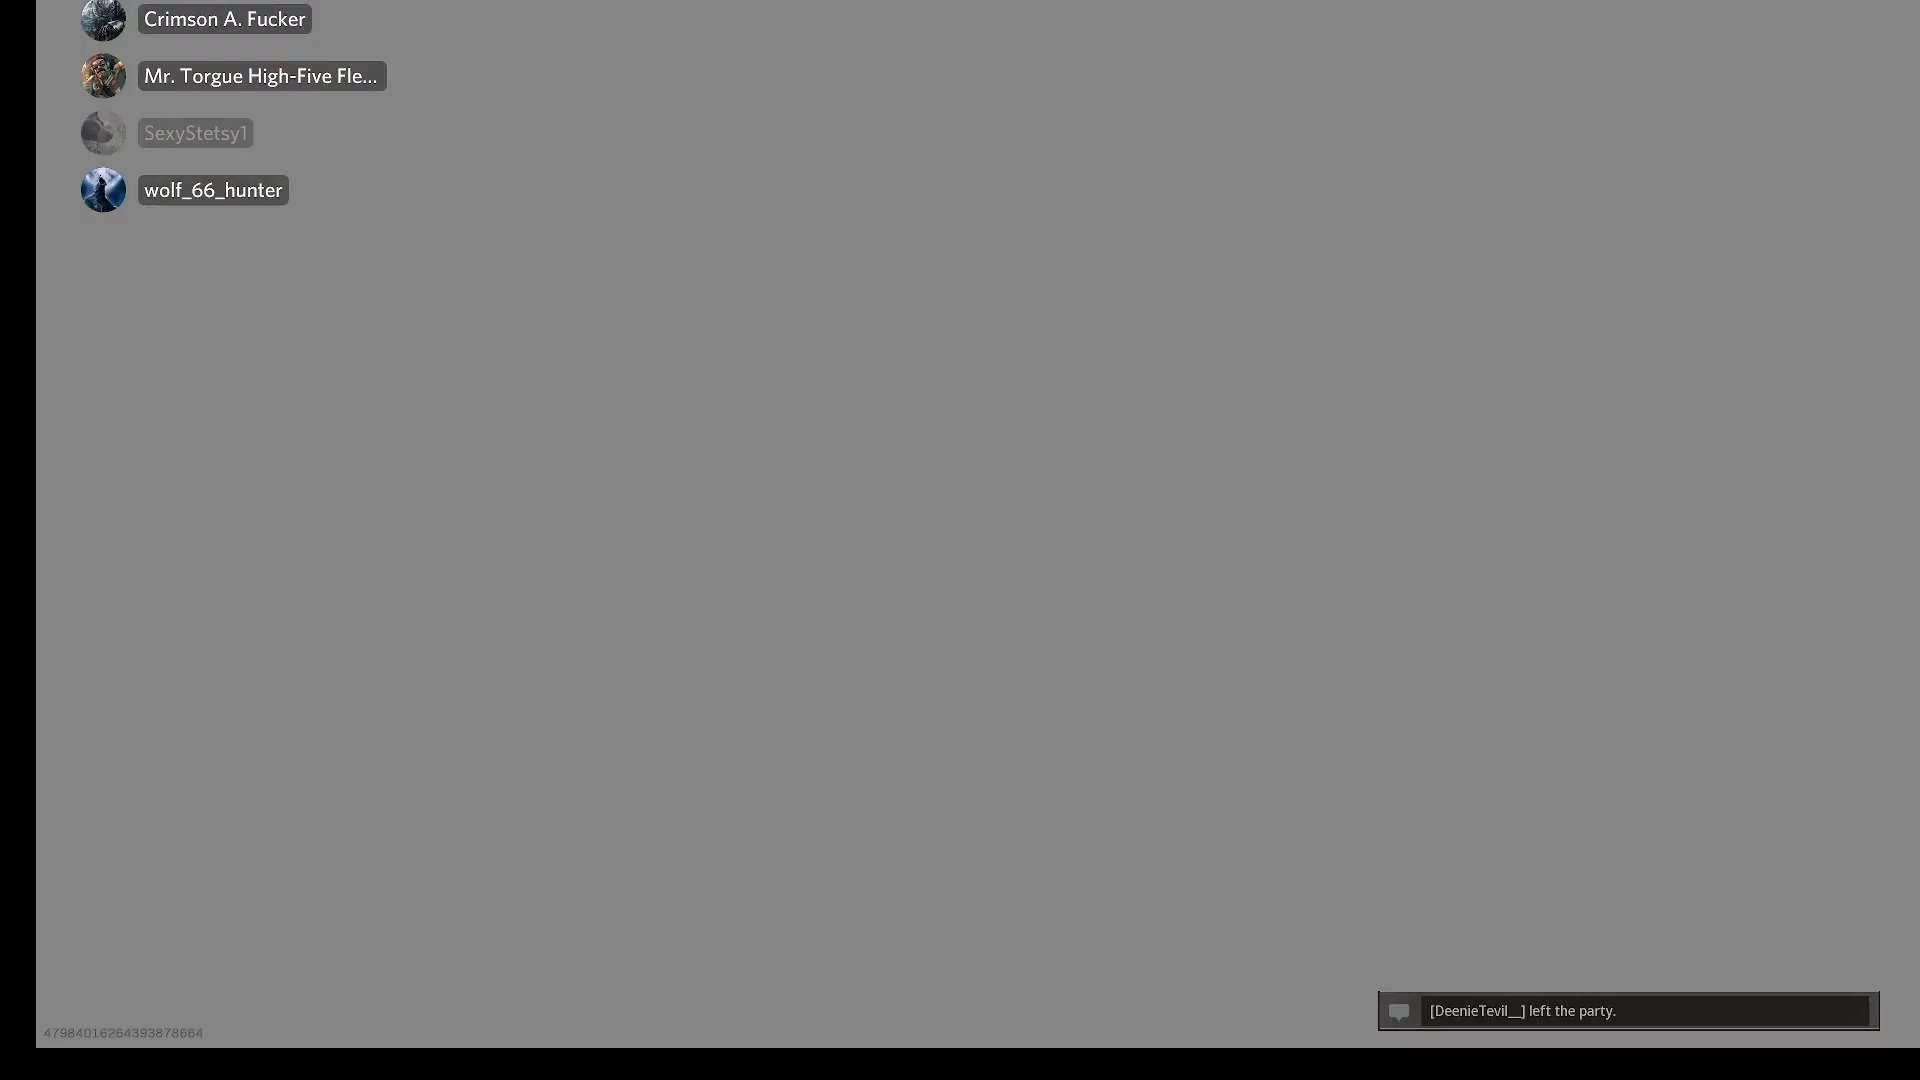 Crimson A. Fucker
Mr. Torgue High-Five Fle...
SexyStetsy1
wolf_66_hunter
[DeenieTevil__] left the party.
47984016264393878664